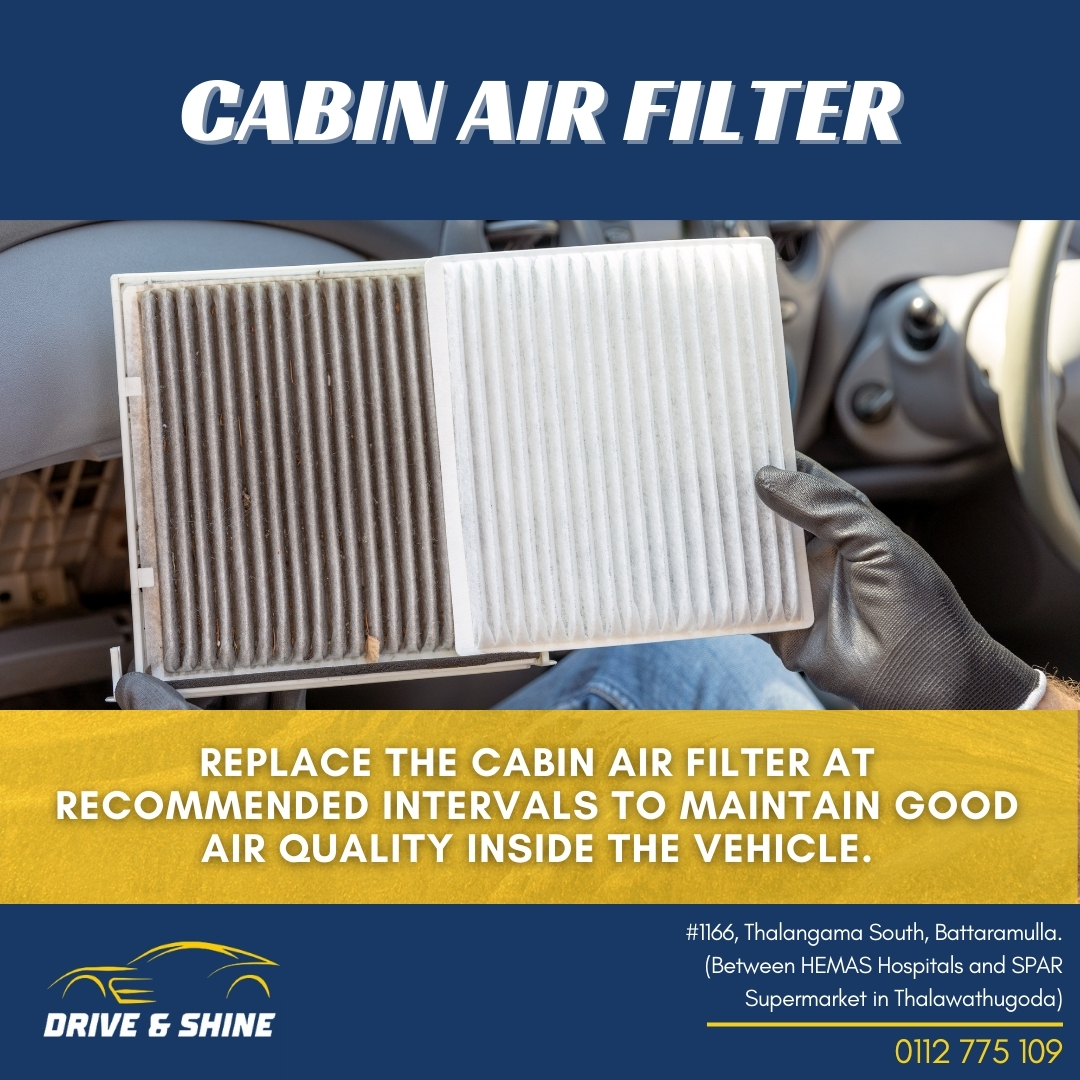 CABIN AIR FILTER
REPLACE THE CABIN AIR FILTER AT
RECOMMENDED INTERVALS TO MAINTAIN GOOD
AIR QUALITY INSIDE THE VEHICLE.
DRIVE & SHINE
#1166, Thalangama South, Battaramulla.
(Between HEMAS Hospitals and SPAR
Supermarket in Thalawathugoda)
0112 775 109